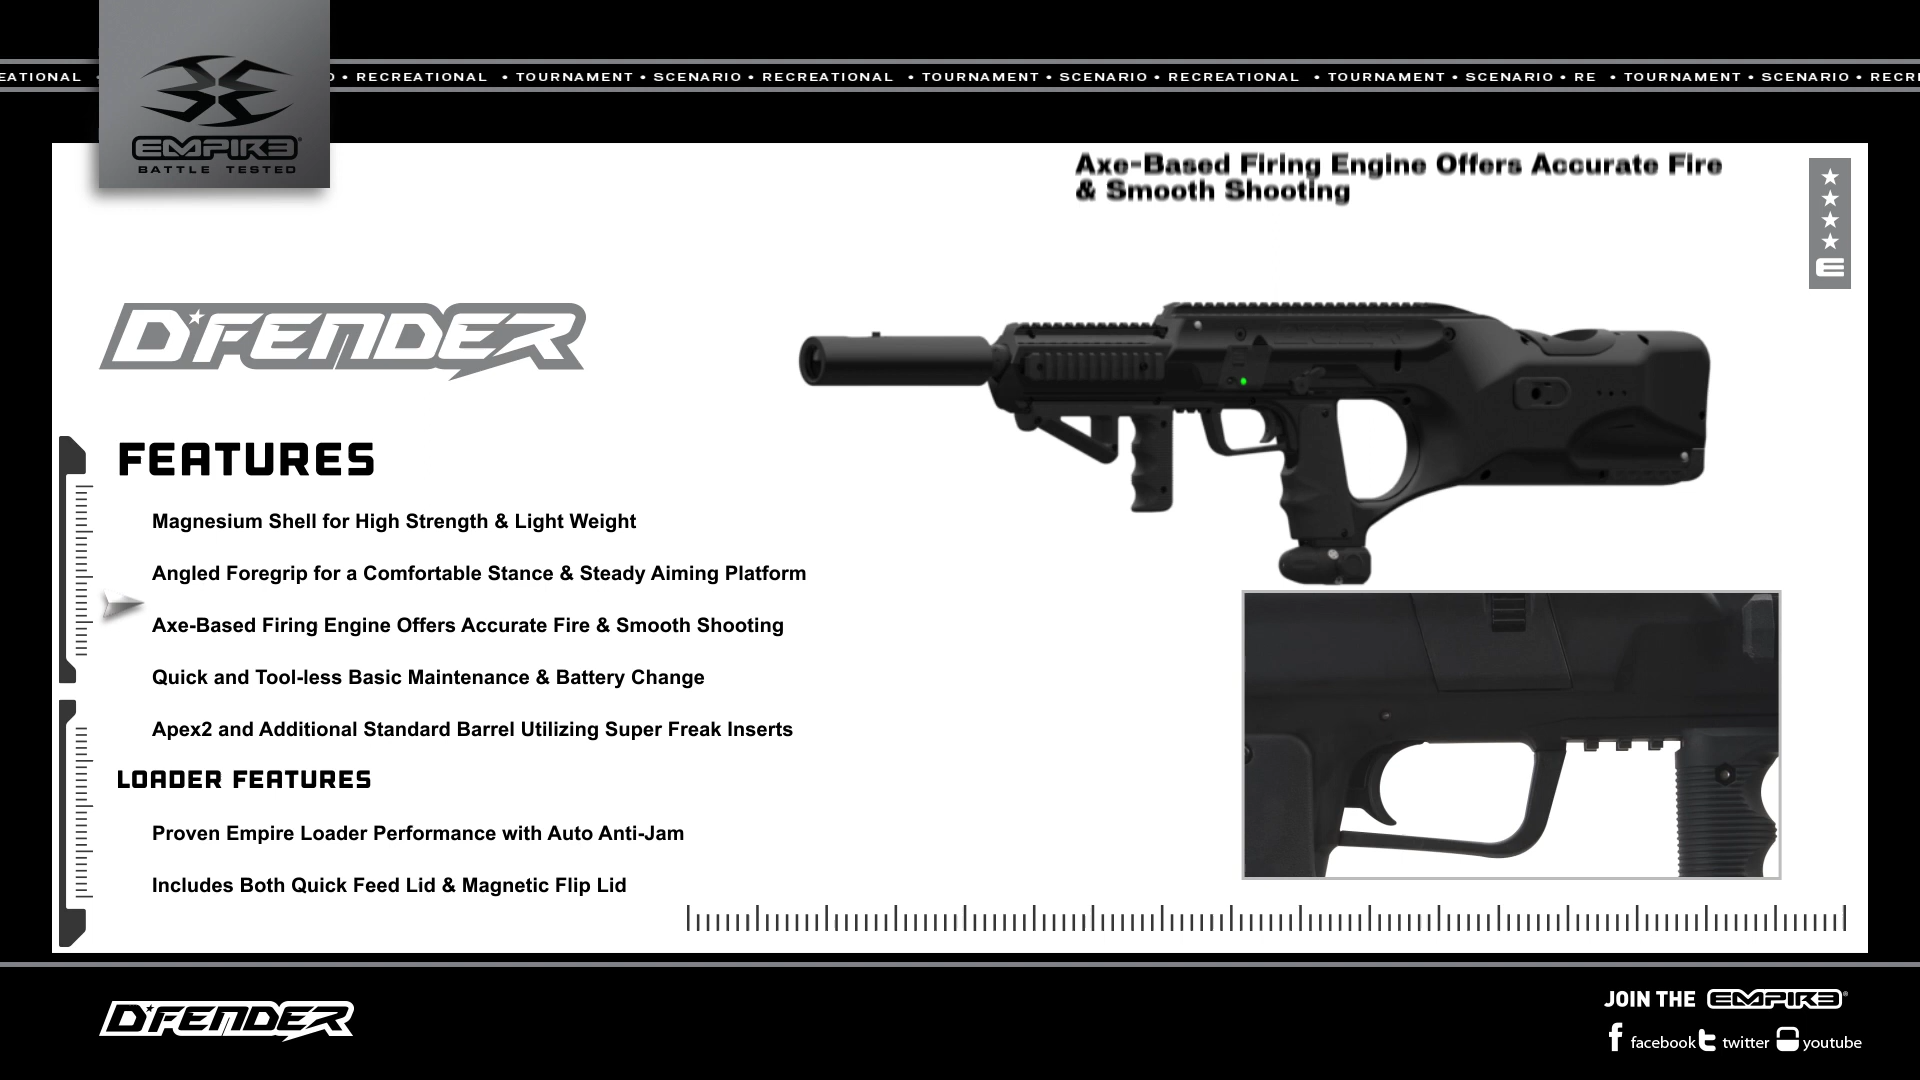 EATIONAL • RECREATIONAL • TOURNAMENT • SCENARIO • RECREATIONAL • TOURNAMENT • SCENARIO • RECREATIONAL • TOURNAMENT • SCENARIO • RE • TOURNAMENT • SCENARIO • RECR
EMPIRE
BATTLE TESTED
Axe-Based Firing Engine Offers Accurate Fire
& Smooth Shooting
E
D*FENDER
FEATURES
Magnesium Shell for High Strength & Light Weight
Angled Foregrip for a Comfortable Stance & Steady Aiming Platform
Axe-Based Firing Engine Offers Accurate Fire & Smooth Shooting
Quick and Tool-less Basic Maintenance & Battery Change
Apex2 and Additional Standard Barrel Utilizing Super Freak Inserts
LOADER FEATURES
Proven Empire Loader Performance with Auto Anti-Jam
Includes Both Quick Feed Lid & Magnetic Flip Lid
D*FENDER
JOIN THE EMPIRE®
facebook twitter youtube